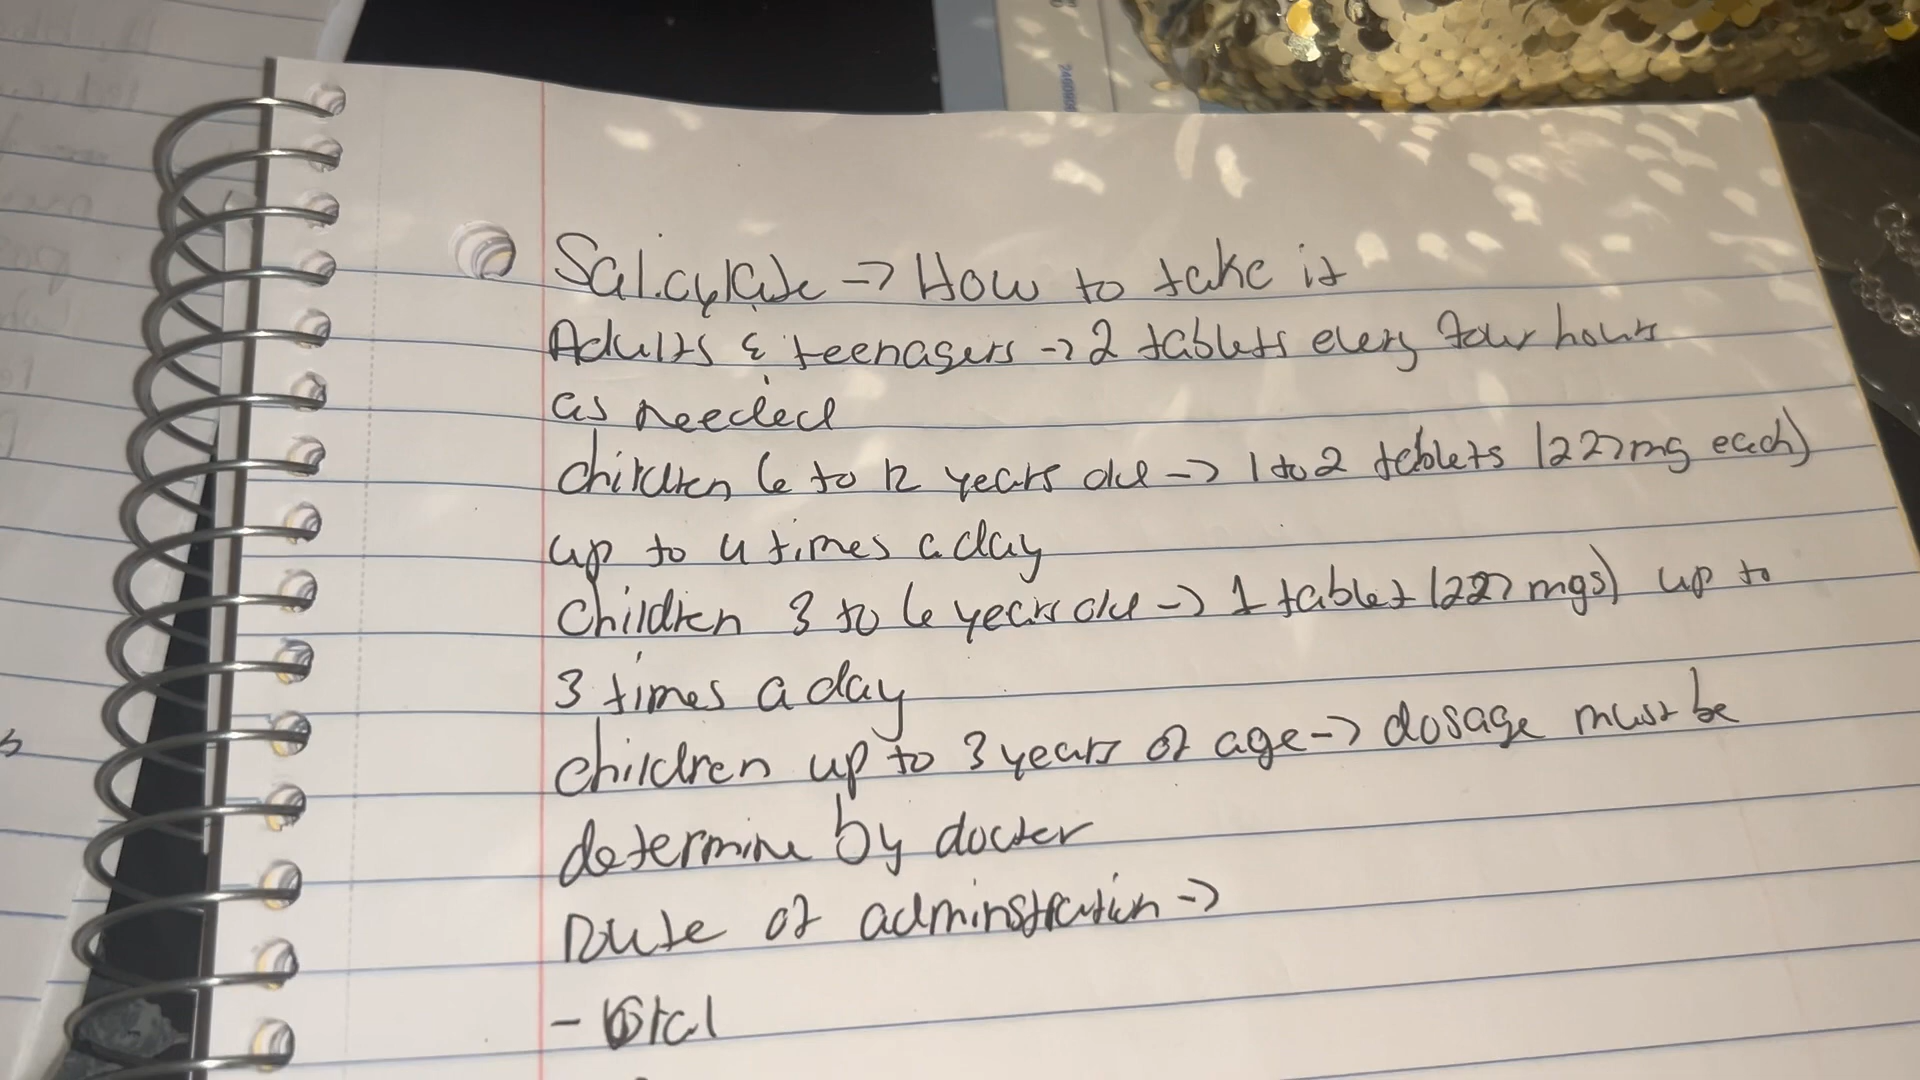 Salicylate -> How to take it
Adults & teenagers -> 2 tablets every four hours
as needed
children 6 to 12 years old -> 1 to 2 tablets (227mg each)
up to 4 times a day
children 3 to 6 years old -> 1 tablet (227 mgs) up to
3 times a day
children up to 3 years of age -> dosage must be
determine by docter
Route of adminstration ->
- Oral